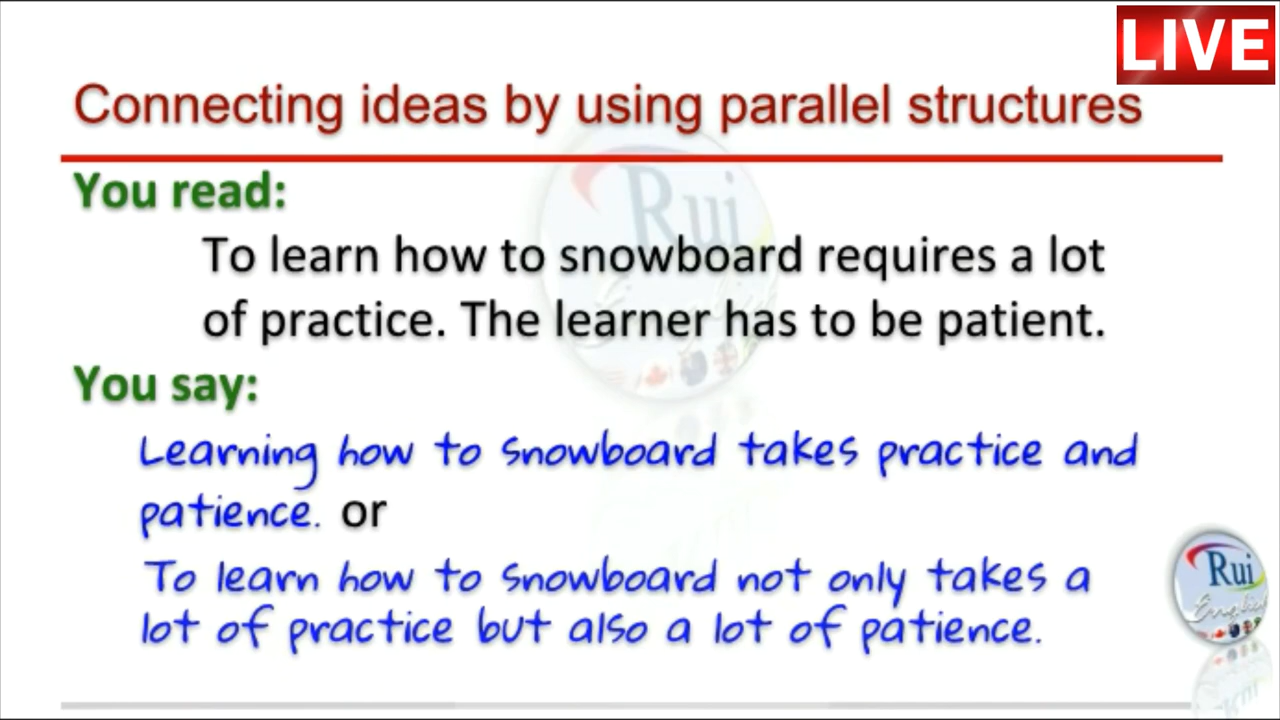 LIVE
Connecting ideas by using parallel structures
You read:
To learn how to snowboard requires a lot
of practice. The learner has to be patient.
You say:
Learning how to snowboard takes practice and
patience. or
To learn how to snowboard not only takes a
lot of practice but also a lot of patience.
Rui
English